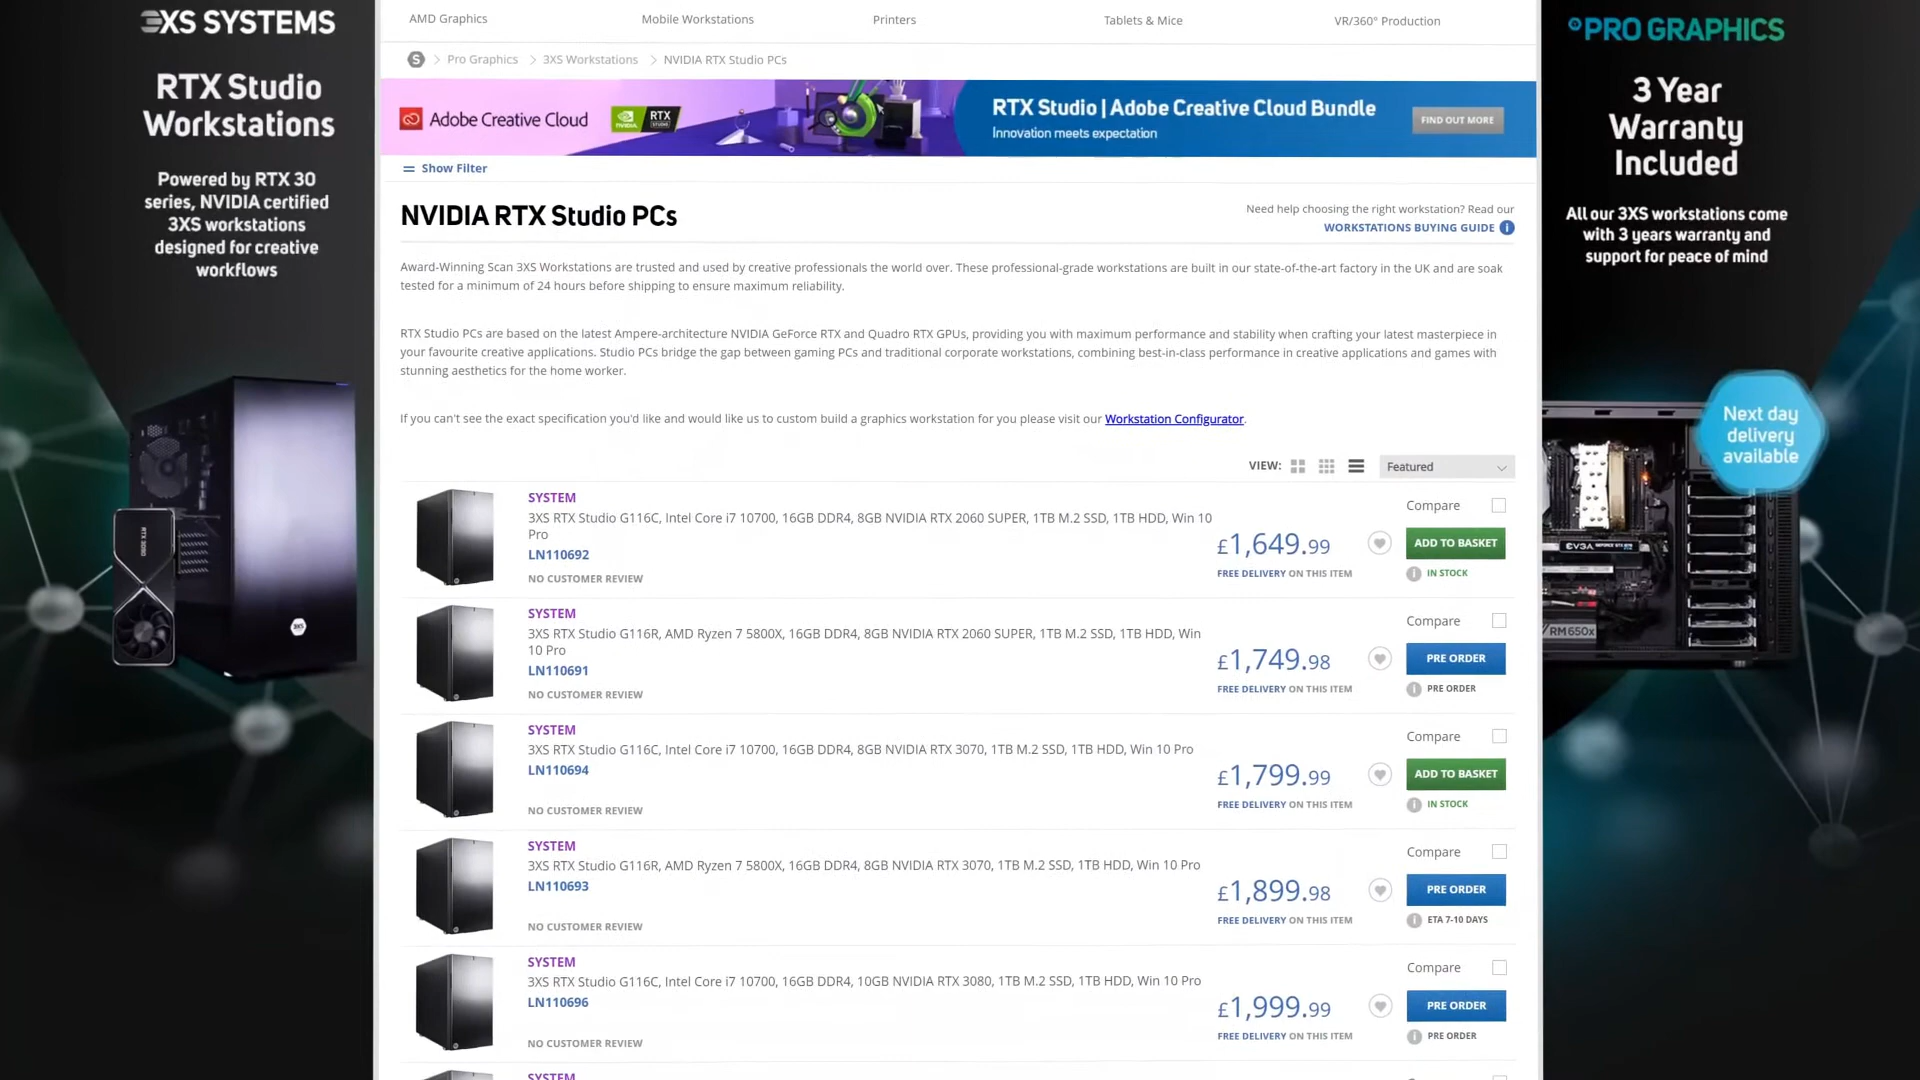 3XS SYSTEMS
RTX Studio
Workstations
Powered by RTX 30
series, NVIDIA certified
3XS workstations
designed for creative
workflows
RTX 3080
3XS
AMD Graphics
Mobile Workstations
Printers
Tablets & Mice
VR/360° Production
S > Pro Graphics > 3XS Workstations > NVIDIA RTX Studio PCs
Adobe Creative Cloud
NVIDIA RTX STUDIO
RTX Studio | Adobe Creative Cloud Bundle
Innovation meets expectation
FIND OUT MORE
Show Filter
NVIDIA RTX Studio PCs
Need help choosing the right workstation? Read our
WORKSTATIONS BUYING GUIDE i
Award-Winning Scan 3XS Workstations are trusted and used by creative professionals the world over. These professional-grade workstations are built in our state-of-the-art factory in the UK and are soak
tested for a minimum of 24 hours before shipping to ensure maximum reliability.
RTX Studio PCs are based on the latest Ampere-architecture NVIDIA GeForce RTX and Quadro RTX GPUs, providing you with maximum performance and stability when crafting your latest masterpiece in
your favourite creative applications. Studio PCs bridge the gap between gaming PCs and traditional corporate workstations, combining best-in-class performance in creative applications and games with
stunning aesthetics for the home worker.
If you can't see the exact specification you'd like and would like us to custom build a graphics workstation for you please visit our Workstation Configurator.
VIEW:
Featured
SYSTEM
3XS RTX Studio G116C, Intel Core i7 10700, 16GB DDR4, 8GB NVIDIA RTX 2060 SUPER, 1TB M.2 SSD, 1TB HDD, Win 10
Pro
LN110692
NO CUSTOMER REVIEW
£1,649.99
FREE DELIVERY ON THIS ITEM
Compare
ADD TO BASKET
i IN STOCK
SYSTEM
3XS RTX Studio G116R, AMD Ryzen 7 5800X, 16GB DDR4, 8GB NVIDIA RTX 2060 SUPER, 1TB M.2 SSD, 1TB HDD, Win
10 Pro
LN110691
NO CUSTOMER REVIEW
£1,749.98
FREE DELIVERY ON THIS ITEM
Compare
PRE ORDER
i PRE ORDER
SYSTEM
3XS RTX Studio G116C, Intel Core i7 10700, 16GB DDR4, 8GB NVIDIA RTX 3070, 1TB M.2 SSD, 1TB HDD, Win 10 Pro
LN110694
NO CUSTOMER REVIEW
£1,799.99
FREE DELIVERY ON THIS ITEM
Compare
ADD TO BASKET
i IN STOCK
SYSTEM
3XS RTX Studio G116R, AMD Ryzen 7 5800X, 16GB DDR4, 8GB NVIDIA RTX 3070, 1TB M.2 SSD, 1TB HDD, Win 10 Pro
LN110693
NO CUSTOMER REVIEW
£1,899.98
FREE DELIVERY ON THIS ITEM
Compare
PRE ORDER
i ETA 7-10 DAYS
SYSTEM
3XS RTX Studio G116C, Intel Core i7 10700, 16GB DDR4, 10GB NVIDIA RTX 3080, 1TB M.2 SSD, 1TB HDD, Win 10 Pro
LN110696
NO CUSTOMER REVIEW
£1,999.99
FREE DELIVERY ON THIS ITEM
Compare
PRE ORDER
i PRE ORDER
SYSTEM
PRO GRAPHICS
3 Year
Warranty
Included
All our 3XS workstations come
with 3 years warranty and
support for peace of mind
Next day
delivery
available
EVGA
RM650x